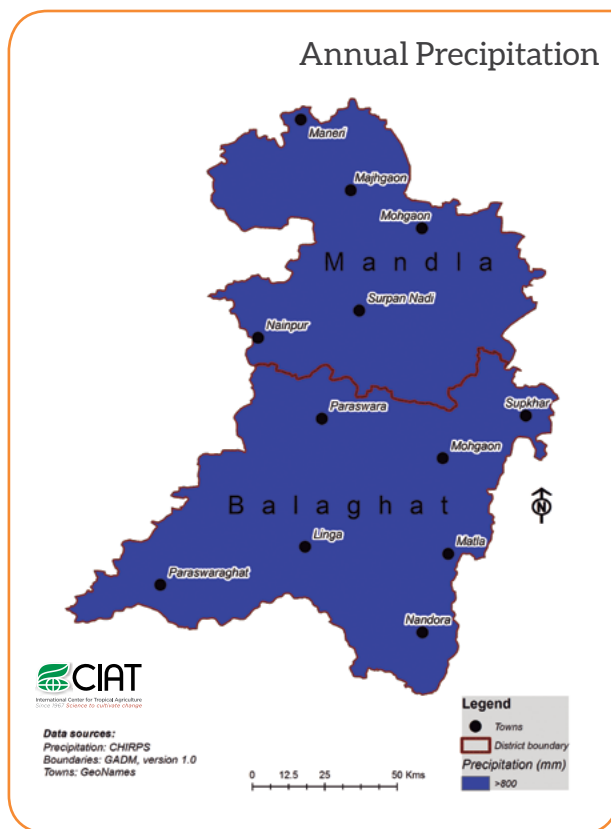 Annual Precipitation
Maneri
Majhgaon
Mohgaon
Mandla
Surpan Nadi
Nainpur
Paraswara
Supkhar
Mohgaon
Balaghat
N
Linga
Matla
Paraswaraghat
Nandora
CIAT
International Center for Tropical Agriculture
Since 1967 Science to cultivate change
Legend
Towns
District boundary
Precipitation (mm)
>800
Data sources:
Precipitation: CHIRPS
Boundaries: GADM, version 1.0
Towns: GeoNames
0 12.5 25 50 Kms